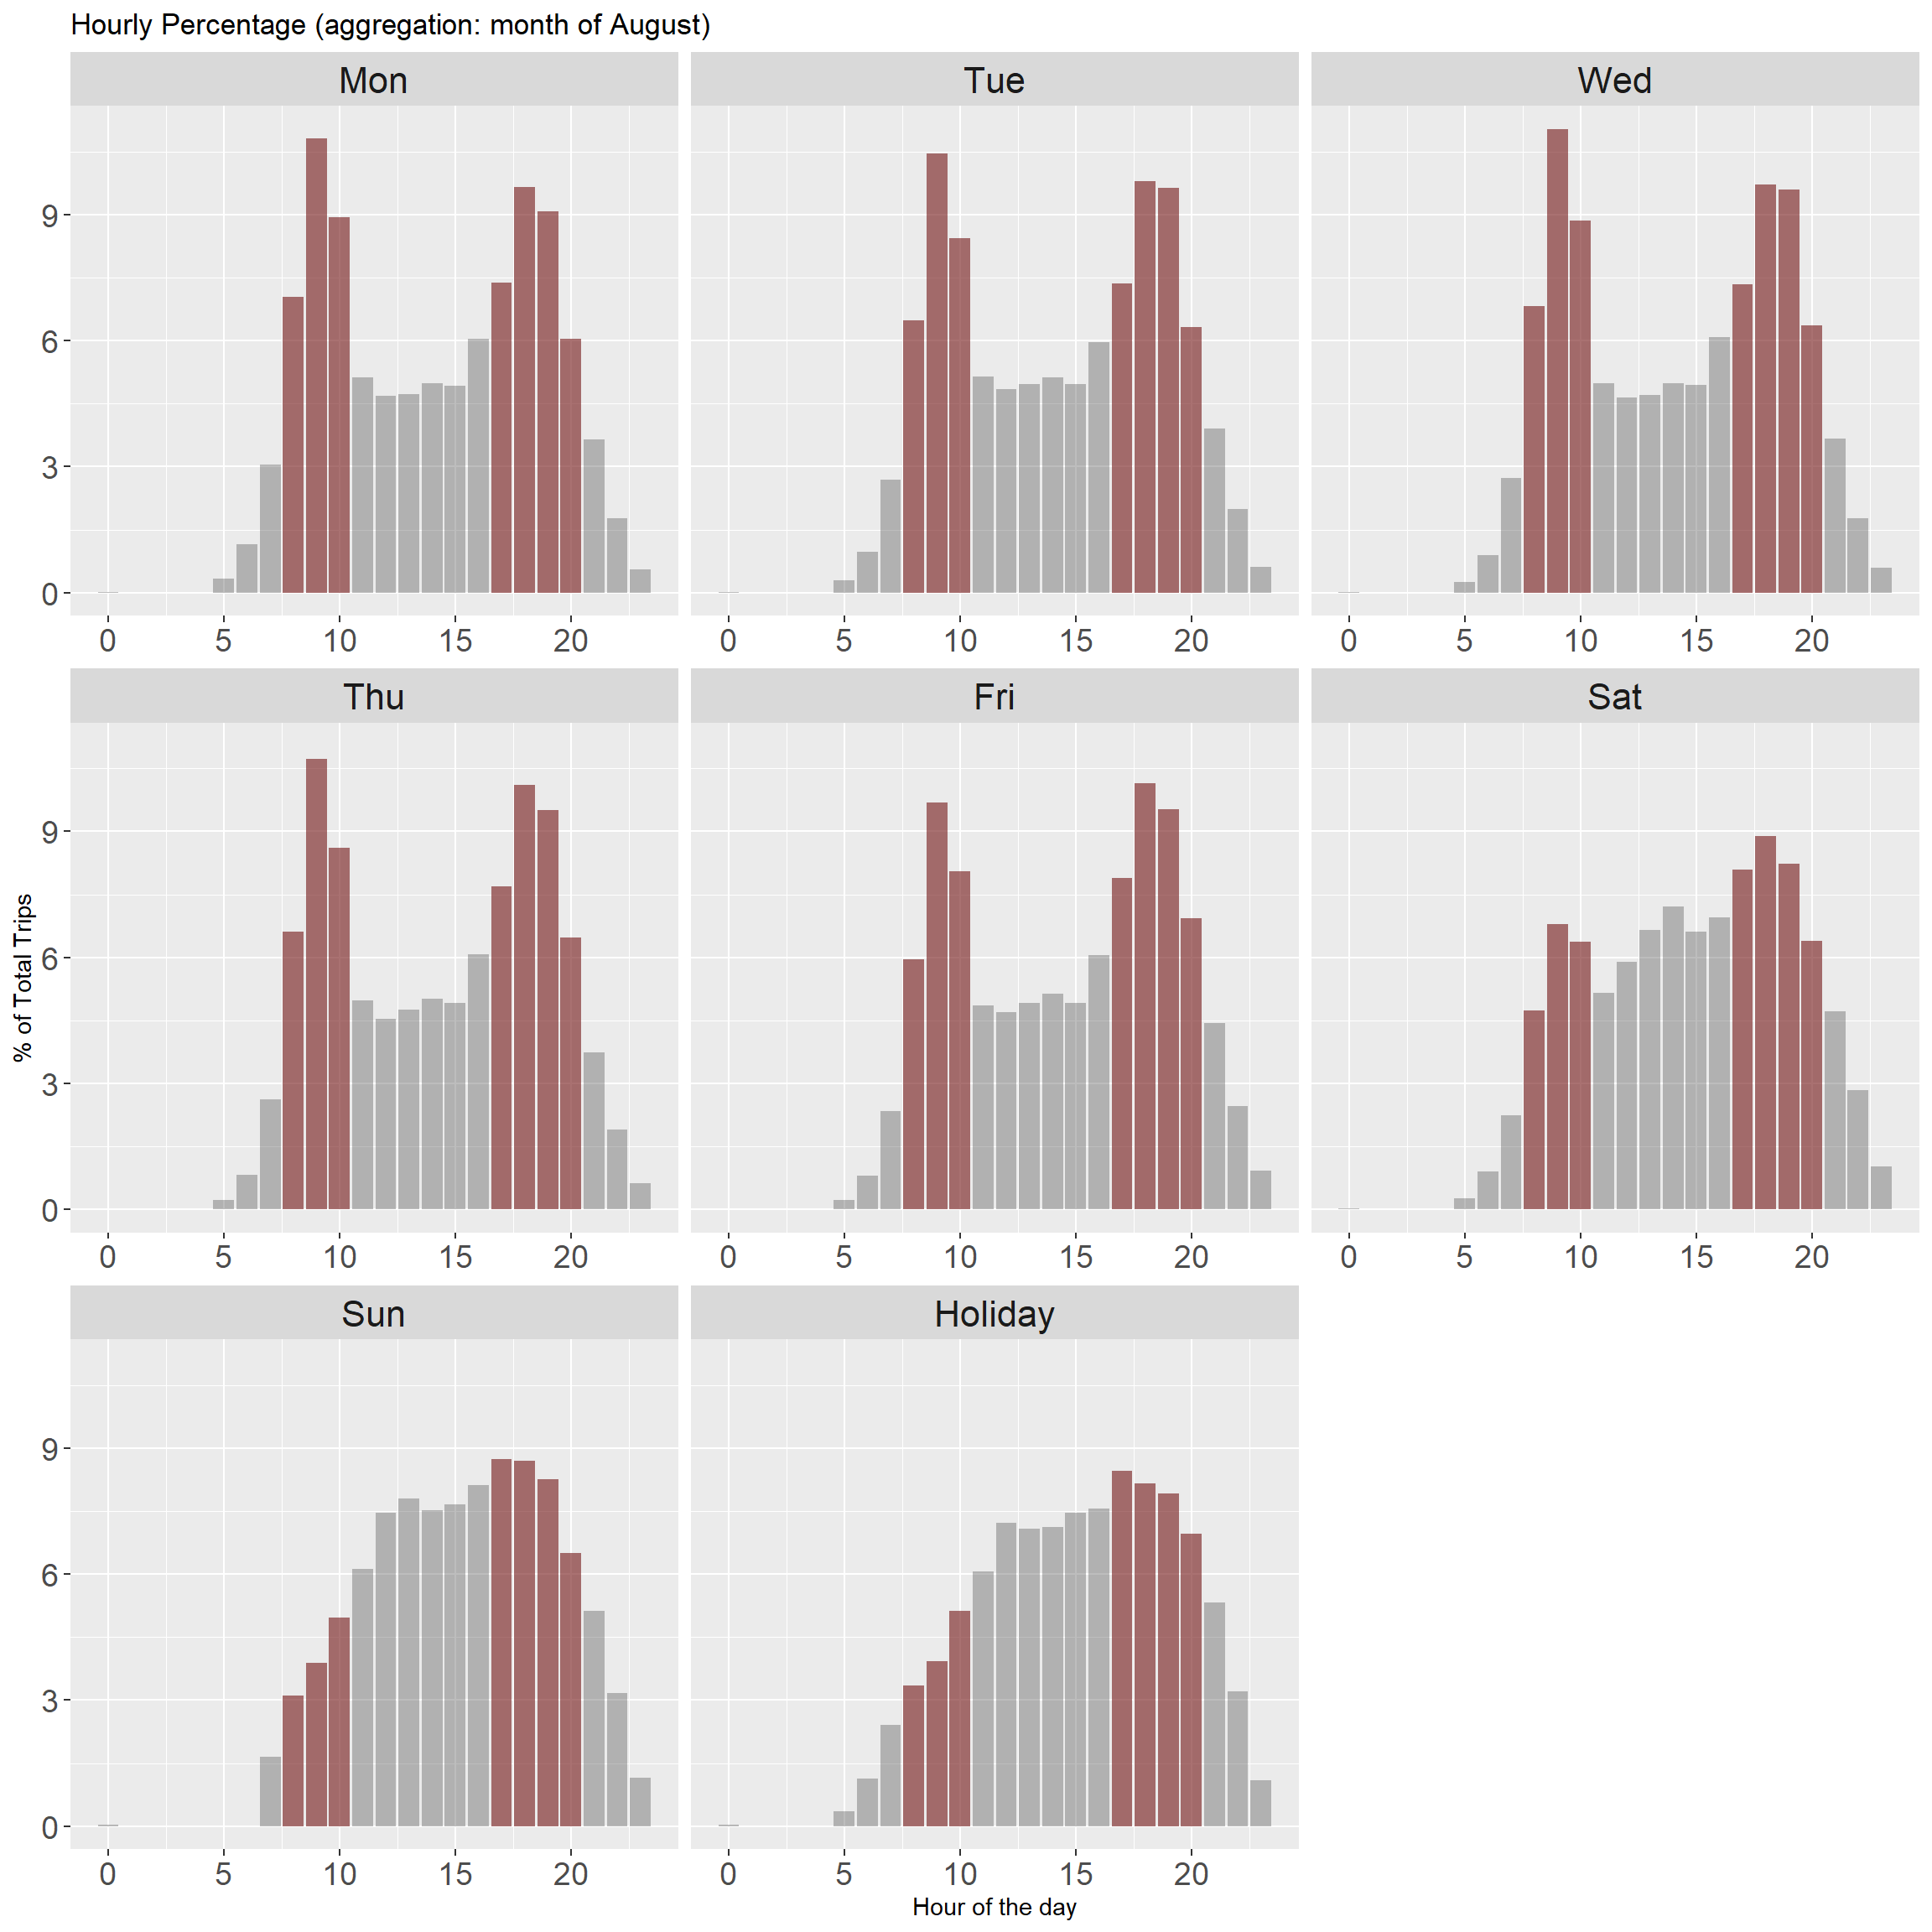 Hourly Percentage (aggregation: month of August)
Mon Tue Wed
9
6
3
0
0 5 10 15 20 0 5 10 15 20 0 5 10 15 20
Thu Fri Sat
9
6
3
0
% of Total Trips
0 5 10 15 20 0 5 10 15 20 0 5 10 15 20
Sun Holiday
9
6
3
0
0 5 10 15 20 0 5 10 15 20
Hour of the day